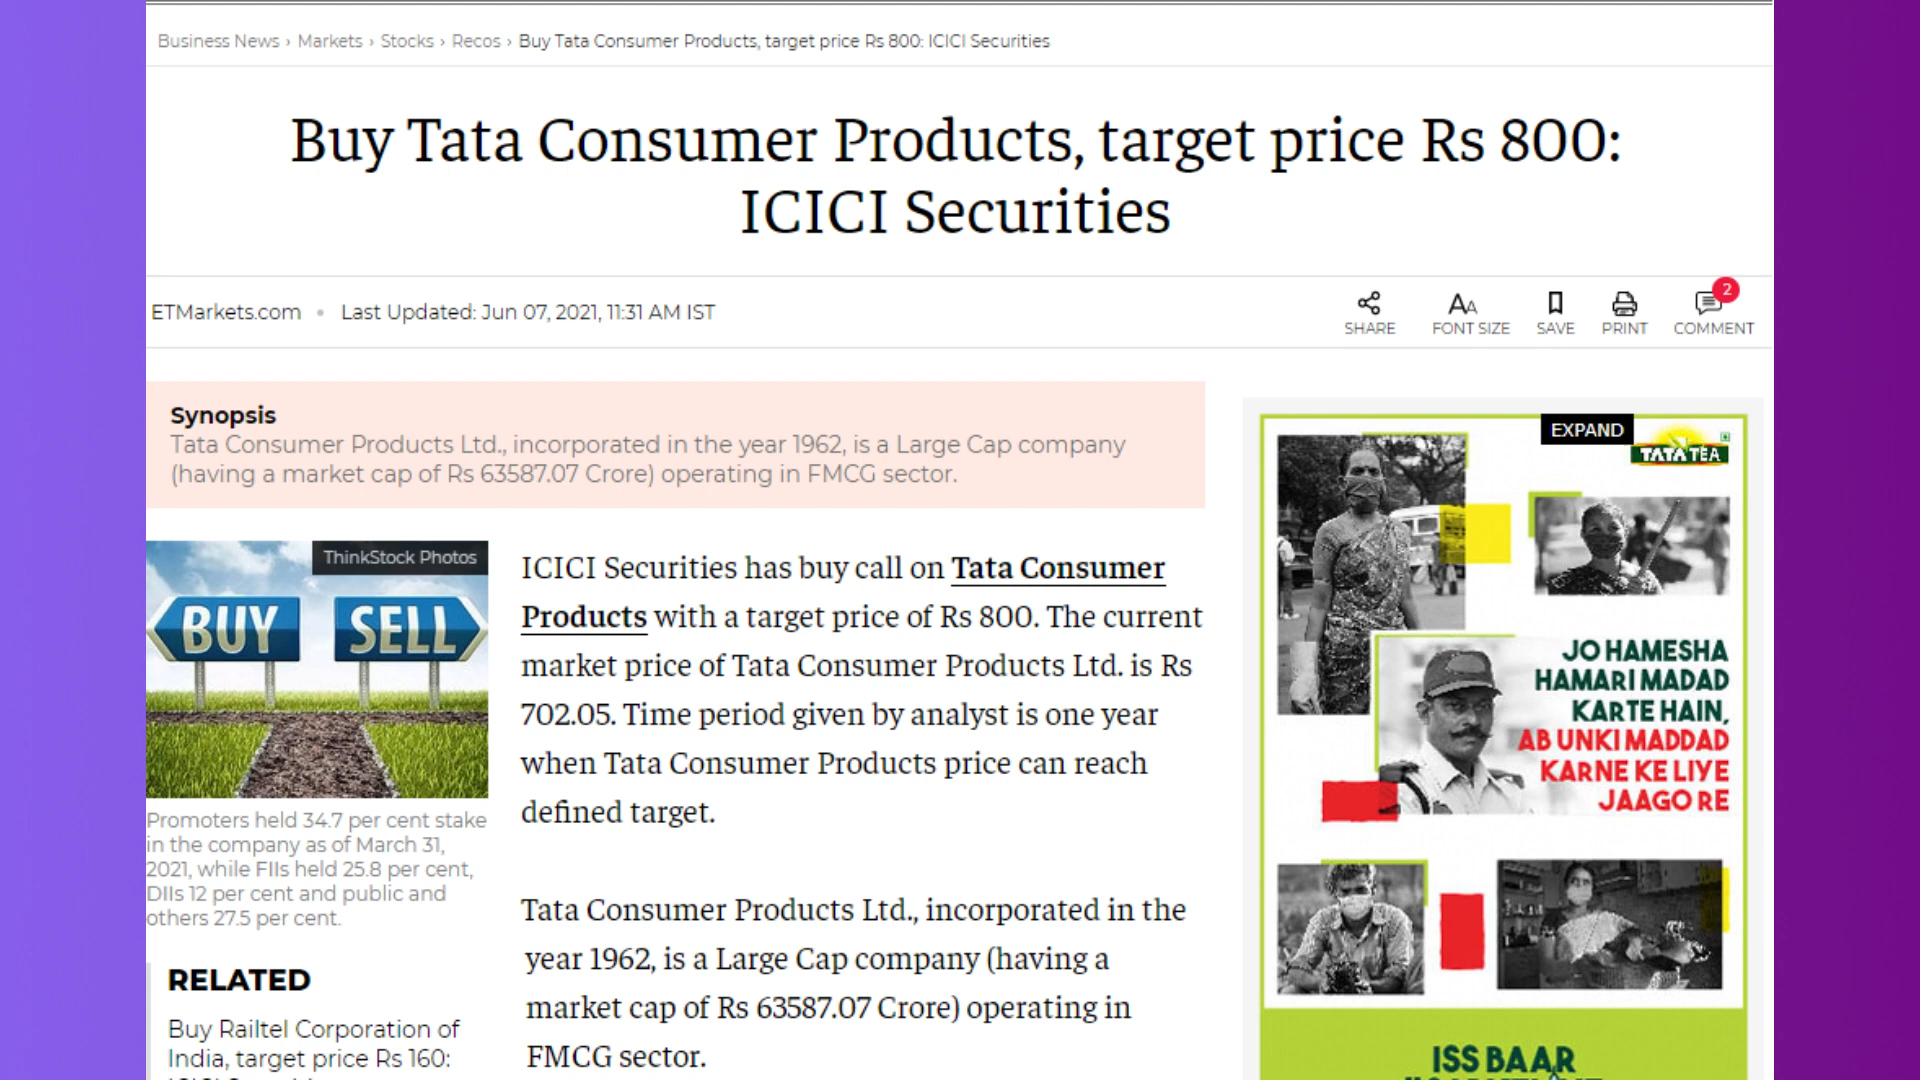 Business News › Markets › Stocks › Recos › Buy Tata Consumer Products, target price Rs 800: ICICI Securities
Buy Tata Consumer Products, target price Rs 800:
ICICI Securities
ETMarkets.com • Last Updated: Jun 07, 2021, 11:31 AM IST
SHARE
FONT SIZE
SAVE
PRINT
2
COMMENT
Synopsis
Tata Consumer Products Ltd., incorporated in the year 1962, is a Large Cap company
(having a market cap of Rs 63587.07 Crore) operating in FMCG sector.
ThinkStock Photos
BUY
SELL
Promoters held 34.7 per cent stake
in the company as of March 31,
2021, while FIIs held 25.8 per cent,
DIIs 12 per cent and public and
others 27.5 per cent.
RELATED
Buy Railtel Corporation of
India, target price Rs 160:
ICICI Securities has buy call on Tata Consumer
Products with a target price of Rs 800. The current
market price of Tata Consumer Products Ltd. is Rs
702.05. Time period given by analyst is one year
when Tata Consumer Products price can reach
defined target.
Tata Consumer Products Ltd., incorporated in the
year 1962, is a Large Cap company (having a
market cap of Rs 63587.07 Crore) operating in
FMCG sector.
EXPAND
TATA TEA
JO HAMESHA
HAMARI MADAD
KARTE HAIN,
AB UNKI MADDAD
KARNE KE LIYE
JAAGO RE
ISS BAAR